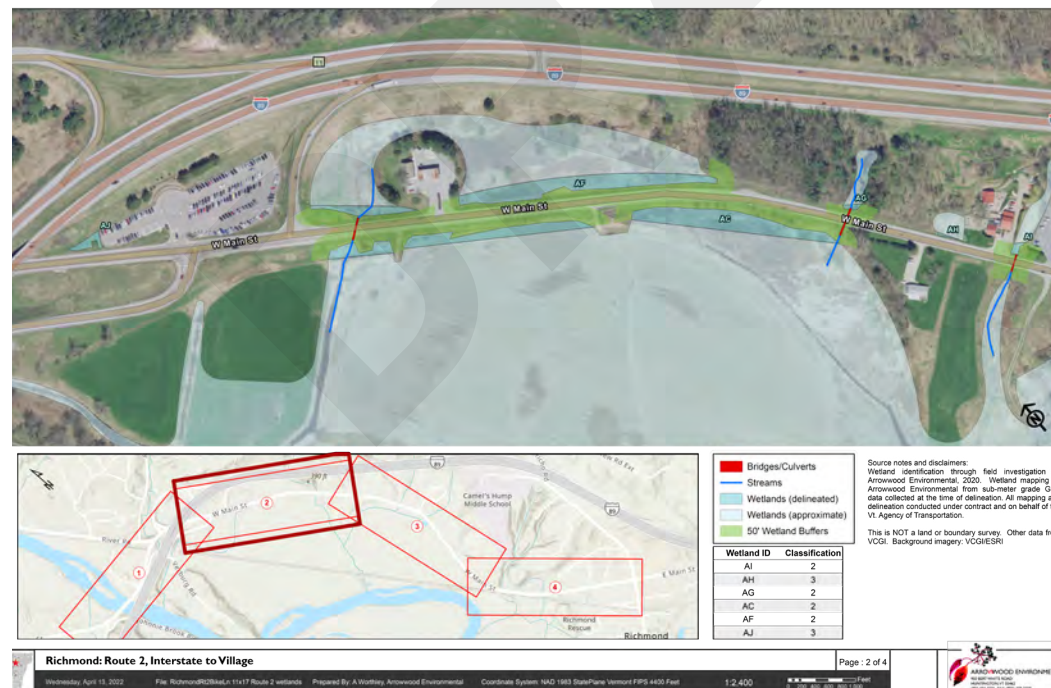 89
89
89
AF
AG
AJ
W Main St
AC
W Main St
AH
W Main St
AI
N
89
390 ft
Camel's Hump
Middle School
W Main St
2
3
River Rd
1
W Main St
4
E Main St
Richmond
Rescue
Richmond
Bridges/Culverts
Streams
Wetlands (delineated)
Wetlands (approximate)
50' Wetland Buffers
Wetland ID Classification
AI 2
AH 3
AG 2
AC 2
AF 2
AJ 3
Source notes and disclaimers:
Wetland identification through field investigation
Arrowwood Environmental, 2020. Wetland mapping
Arrowwood Environmental from sub-meter grade G
data collected at the time of delineation. All mapping a
delineation conducted under contract and on behalf of
Vt. Agency of Transportation.
This is NOT a land or boundary survey. Other data fr
VCGI. Background imagery: VCGI/ESRI
Richmond: Route 2, Interstate to Village
Page : 2 of 4
Wednesday, April 13, 2022 File: RichmondRt2BikeLn 11x17 Route 2 wetlands Prepared By: A Worthley, Arrowwood Environmental Coordinate System: NAD 1983 StatePlane Vermont FIPS 4400 Feet 1:2,400 Feet
ARROWWOOD ENVIRONME